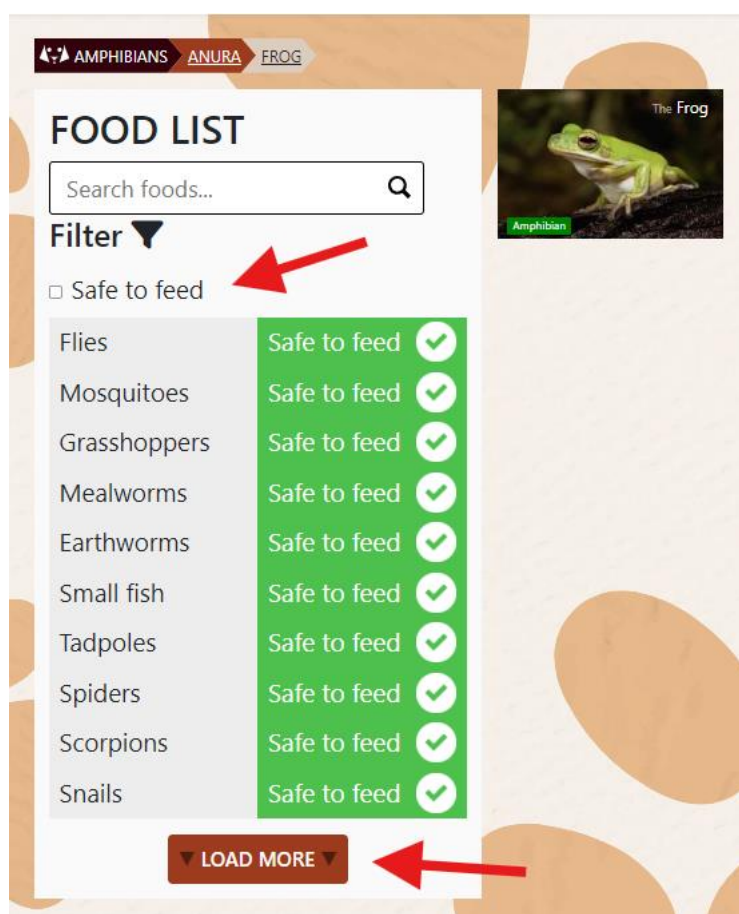 AMPHIBIANS ANURA FROG
FOOD LIST
The Frog
Search foods...
Amphibian
Filter
Safe to feed
Flies Safe to feed
Mosquitoes Safe to feed
Grasshoppers Safe to feed
Mealworms Safe to feed
Earthworms Safe to feed
Small fish Safe to feed
Tadpoles Safe to feed
Spiders Safe to feed
Scorpions Safe to feed
Snails Safe to feed
LOAD MORE